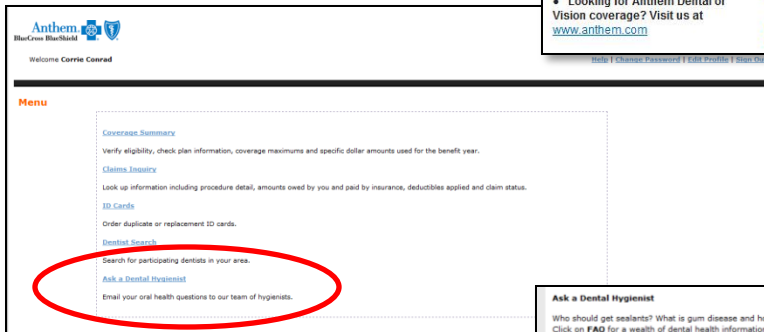 ● Looking for Anthem Dental or
Vision coverage? Visit us at
www.anthem.com
Anthem
BlueCross BlueShield
Welcome Corrie Conrad
Help | Change Password | Edit Profile | Sign Out
Menu
Coverage Summary
Verify eligibility, check plan information, coverage maximums and specific dollar amounts used for the benefit year.
Claims Inquiry
Look up information including procedure detail, amounts owed by you and paid by insurance, deductibles applied and claim status.
ID Cards
Order duplicate or replacement ID cards.
Dentist Search
Search for participating dentists in your area.
Ask a Dental Hygienist
Email your oral health questions to our team of hygienists.
Ask a Dental Hygienist
Who should get sealants? What is gum disease and
Click on FAQ for a wealth of dental health information